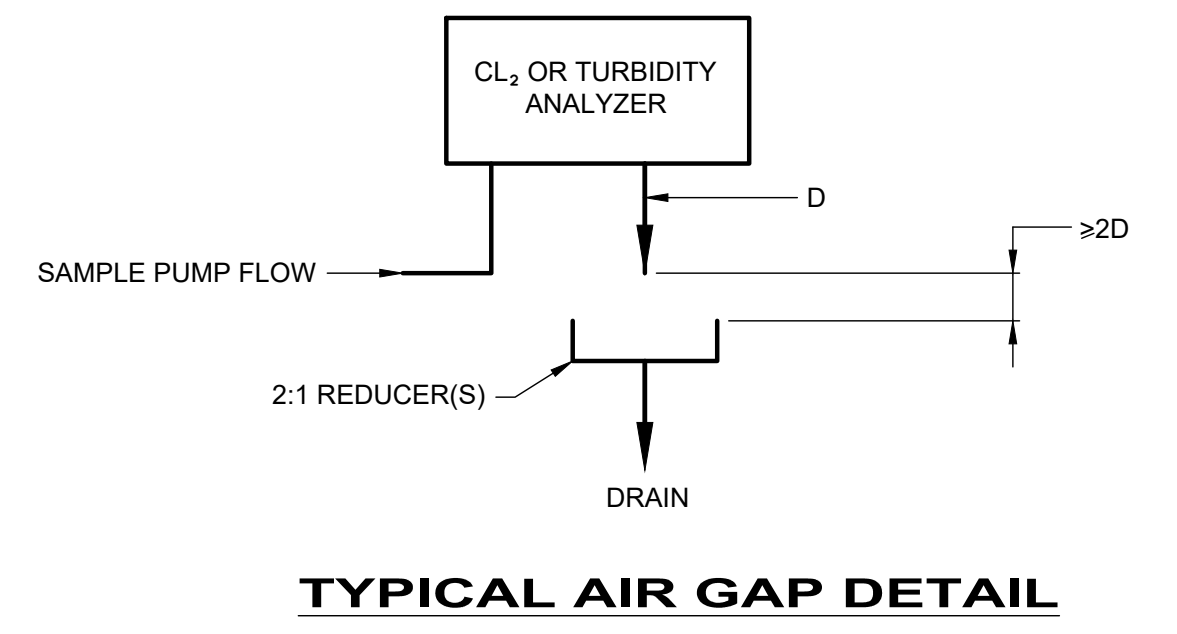 CL₂ OR TURBIDITY
ANALYZER
D
≥2D
SAMPLE PUMP FLOW
2:1 REDUCER(S)
DRAIN
TYPICAL AIR GAP DETAIL